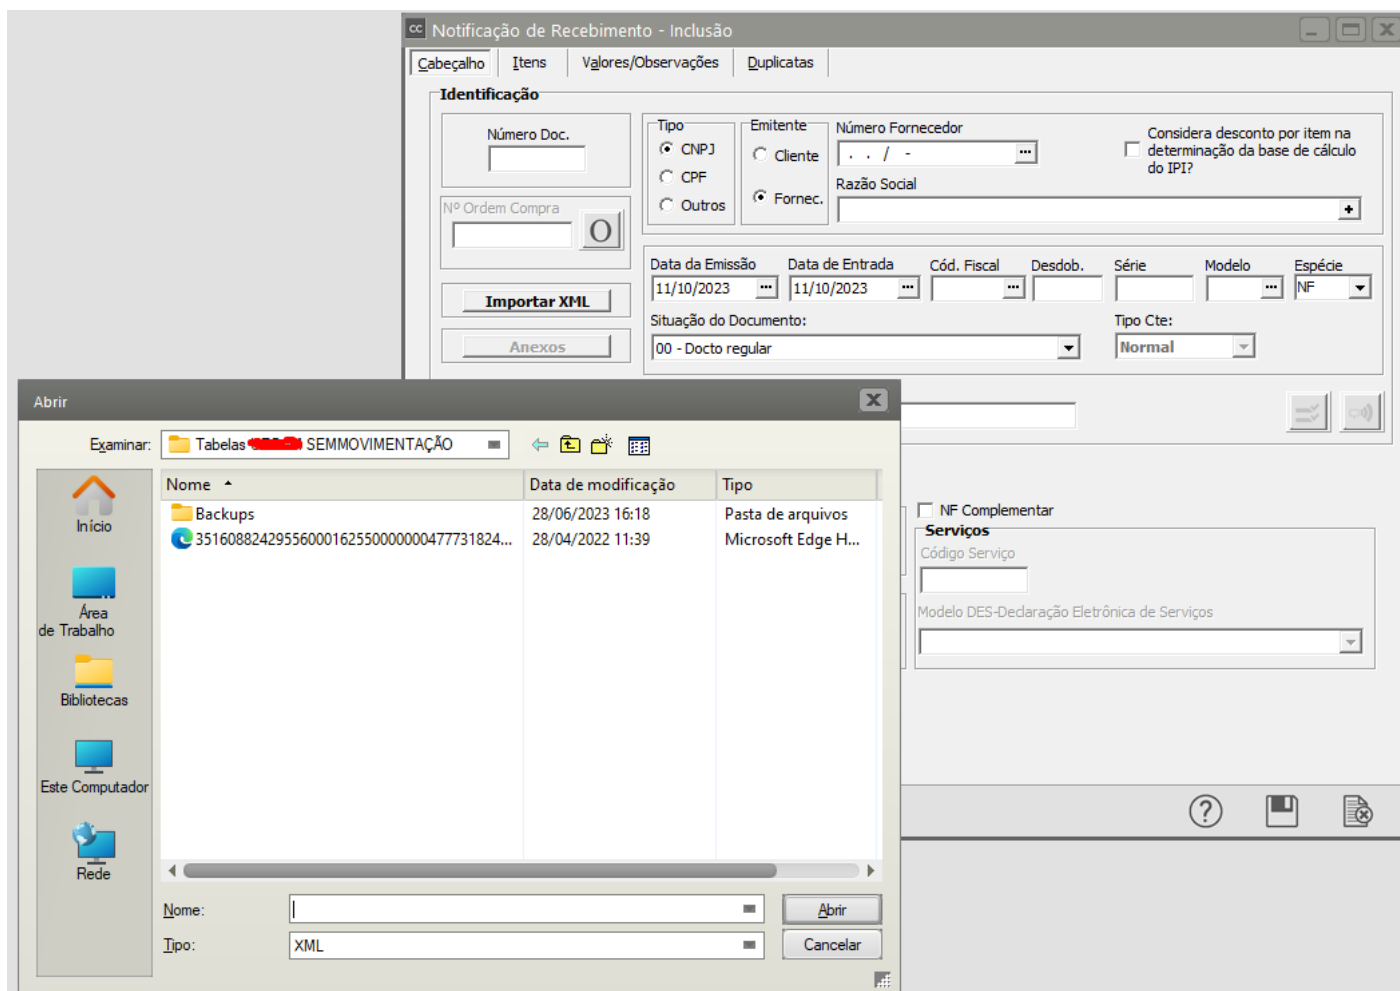 cc Notificação de Recebimento - Inclusão
Cabeçalho Itens Valores/Observações Duplicatas
Identificação
Número Doc.
Nº Ordem Compra
O
Importar XML
Anexos
Tipo
CNPJ
CPF
Outros
Emitente
Cliente
Fornec.
Número Fornecedor
. . / -
...
Razão Social
+
Considera desconto por item na
determinação da base de cálculo
do IPI?
Data da Emissão Data de Entrada Cód. Fiscal Desdob. Série Modelo Espécie
11/10/2023 ... 11/10/2023 ... ... ... NF
Situação do Documento: Tipo Cte:
00 - Docto regular Normal
NF Complementar
Serviços
Código Serviço
Modelo DES-Declaração Eletrônica de Serviços
?
Abrir
Examinar: Tabelas SEMMOVIMENTAÇÃO
Início
Área
de Trabalho
Bibliotecas
Este Computador
Rede
Nome Data de modificação Tipo
Backups 28/06/2023 16:18 Pasta de arquivos
35160882429556000162550000000477731824... 28/04/2022 11:39 Microsoft Edge H...
Nome: Abrir
Tipo: XML Cancelar